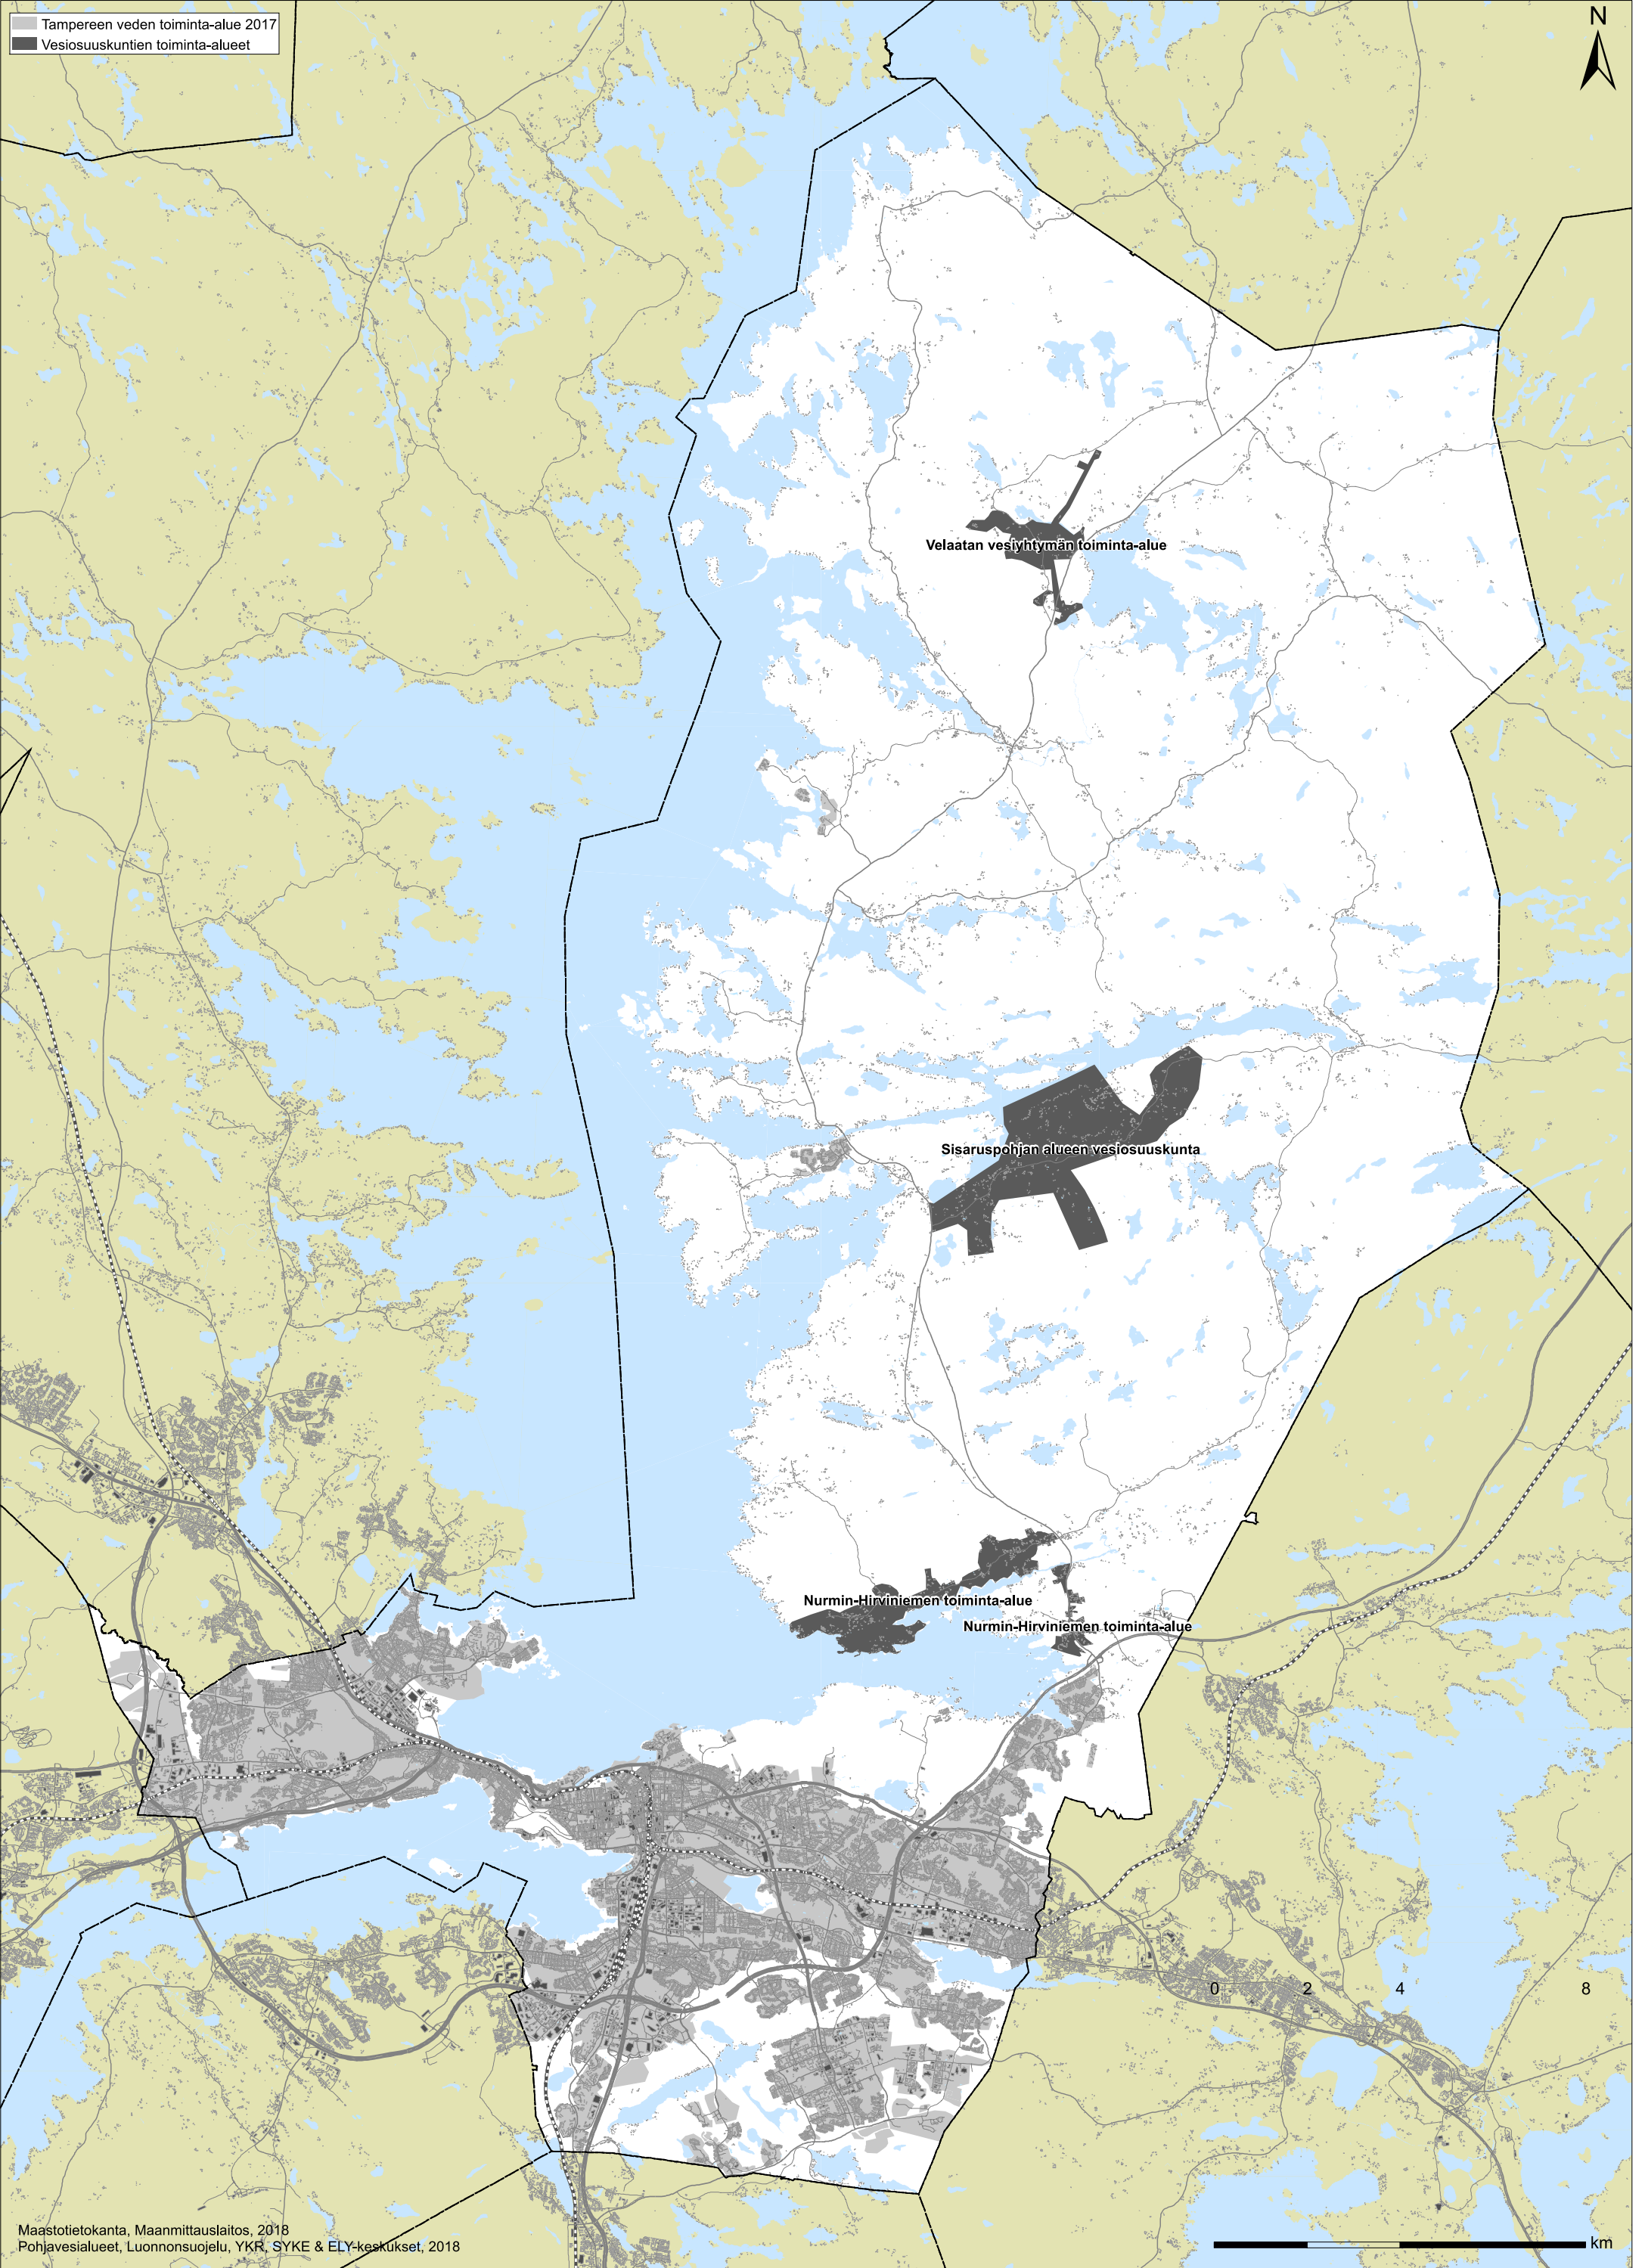 Tampereen veden toiminta-alue 2017
Vesiosuuskuntien toiminta-alueet
N
Velaatan vesiyhtymän toiminta-alue
Sisaruspohjan alueen vesiosuuskunta
Nurmin-Hirviniemen toiminta-alue
Nurmin-Hirviniemen toiminta-alue
0 2 4 8
km
Maastotietokanta, Maanmittauslaitos, 2018
Pohjavesialueet, Luonnonsuojelu, YKR, SYKE & ELY-keskukset, 2018